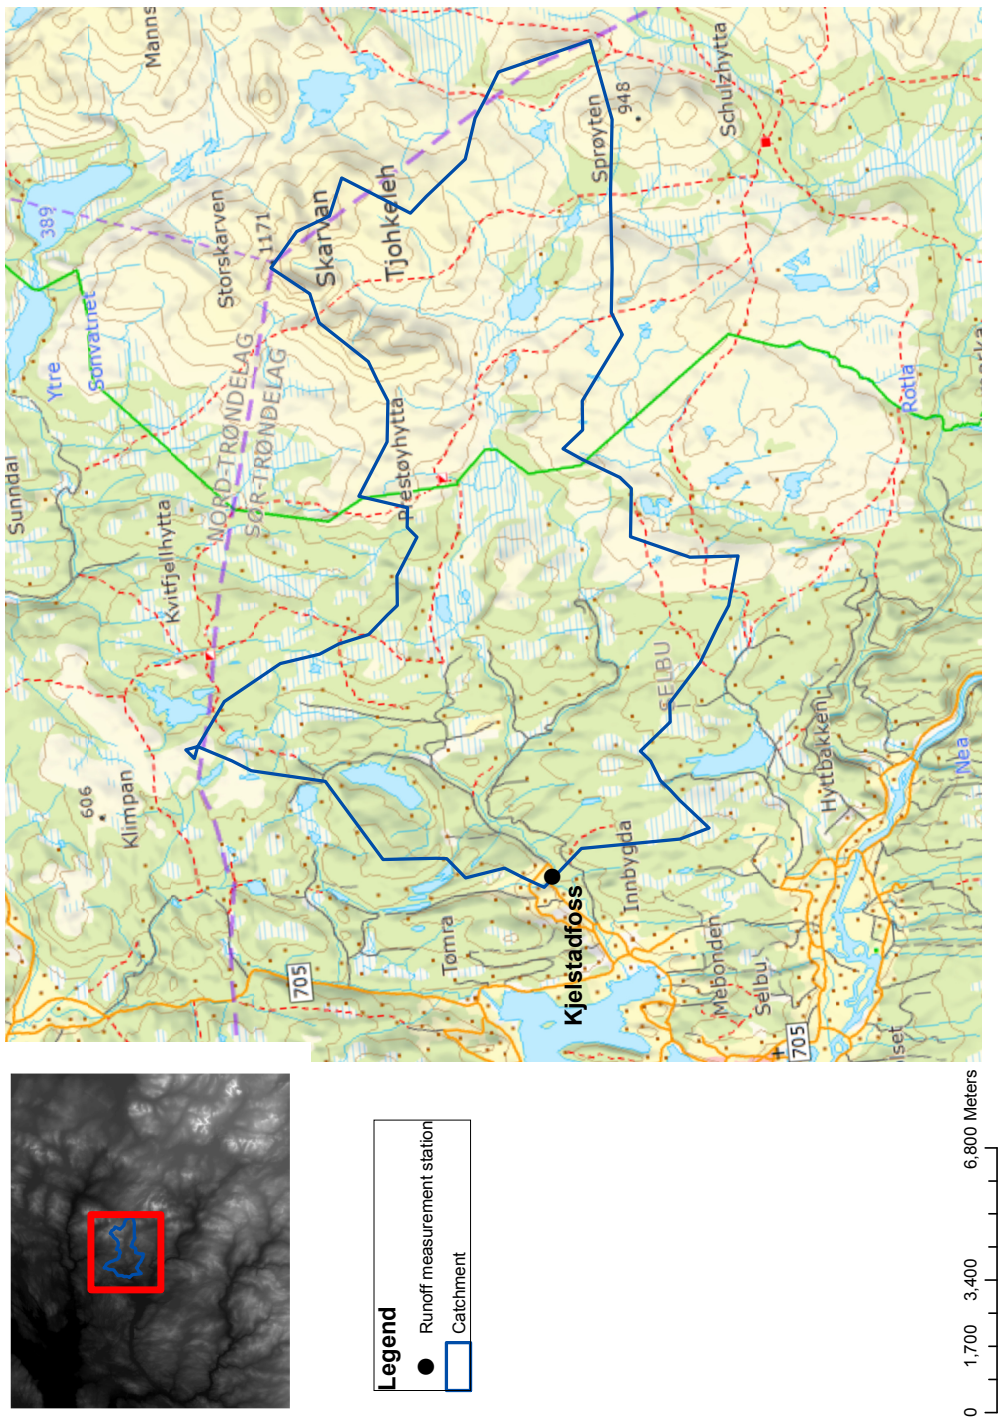 Sunndal
Ytre
Sonvatnet
389
Manns
Klimpan
606
Kvitfjellhytta
NORD-TRØNDELAG
SØR-TRØNDELAG
Storskarven
1171
Skarvan
Tjohkeleh
Prestøyhytta
Sprøyten
948
Schulzhytta
705
Tømra
Kjelstadfoss
Innbygda
SELBU
Mebonden
Selbu
Hyttbakken
Nea
Rotla
705
Legend
Runoff measurement station
Catchment
0 1,700 3,400 6,800 Meters